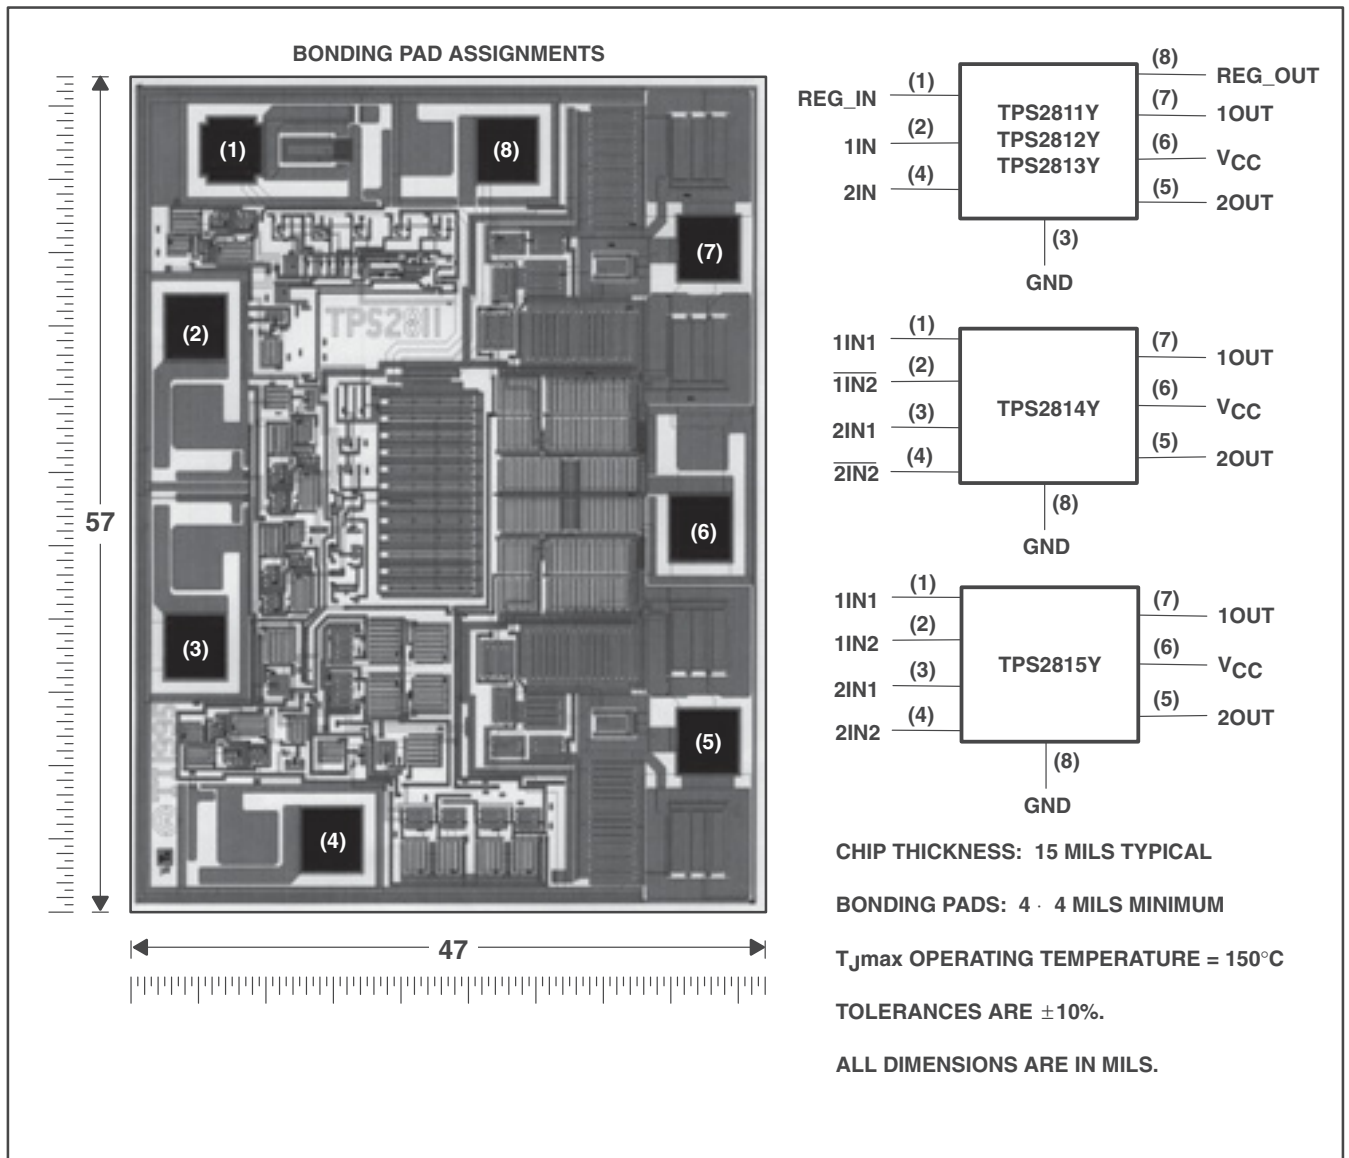 BONDING PAD ASSIGNMENTS
(1)
(8)
(7)
(2)
TPS2811
(6)
(3)
(5)
(4)
57
47
(1)
REG_IN
(2)
1IN
(4)
2IN
TPS2811Y
TPS2812Y
TPS2813Y
(8)
REG_OUT
(7)
1OUT
(6)
VCC
(5)
2OUT
(3)
GND
(1)
1IN1
(2)
1IN2
(3)
2IN1
(4)
2IN2
TPS2814Y
(7)
1OUT
(6)
VCC
(5)
2OUT
(8)
GND
(1)
1IN1
(2)
1IN2
(3)
2IN1
(4)
2IN2
TPS2815Y
(7)
1OUT
(6)
VCC
(5)
2OUT
(8)
GND
CHIP THICKNESS: 15 MILS TYPICAL
BONDING PADS: 4 · 4 MILS MINIMUM
TJmax OPERATING TEMPERATURE = 150°C
TOLERANCES ARE ±10%.
ALL DIMENSIONS ARE IN MILS.